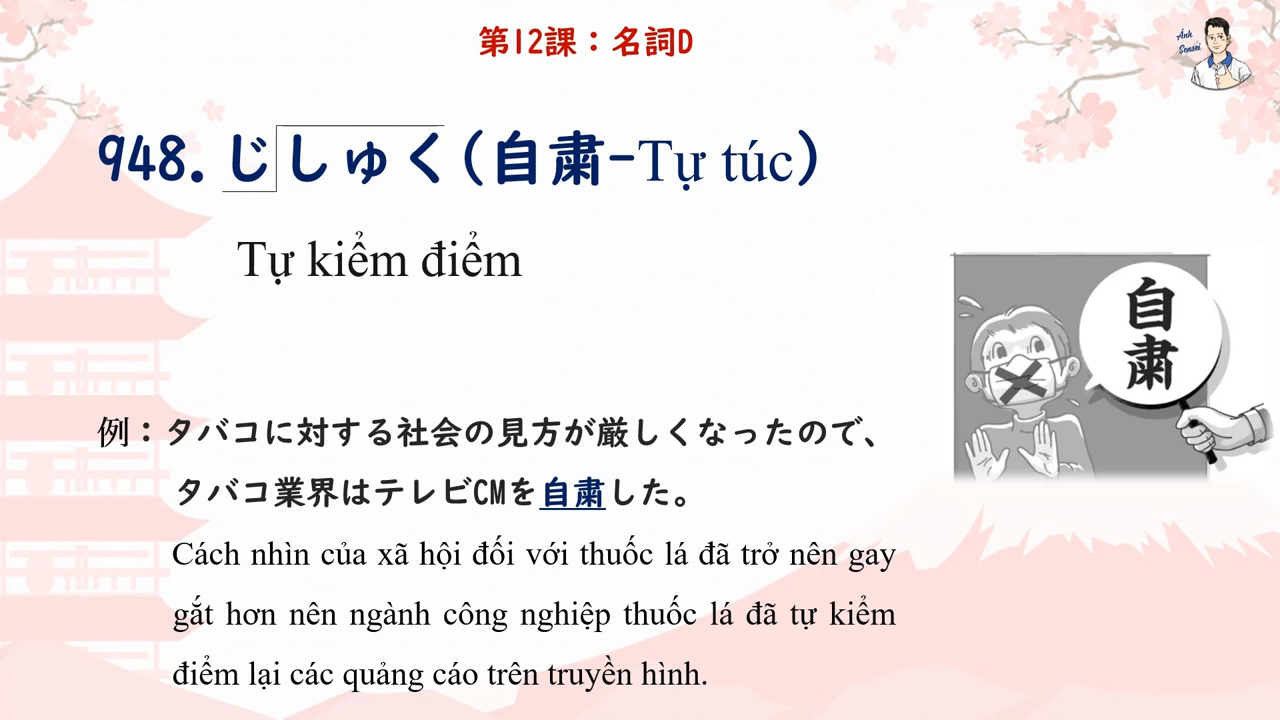 第12課：名詞D
Anh
Sensei
948. じしゅく(自粛-Tự túc)
Tự kiểm điểm
自粛
例：タバコに対する社会の見方が厳しくなったので、
タバコ業界はテレビCMを自粛した。
Cách nhìn của xã hội đối với thuốc lá đã trở nên gay
gắt hơn nên ngành công nghiệp thuốc lá đã tự kiểm
điểm lại các quảng cáo trên truyền hình.